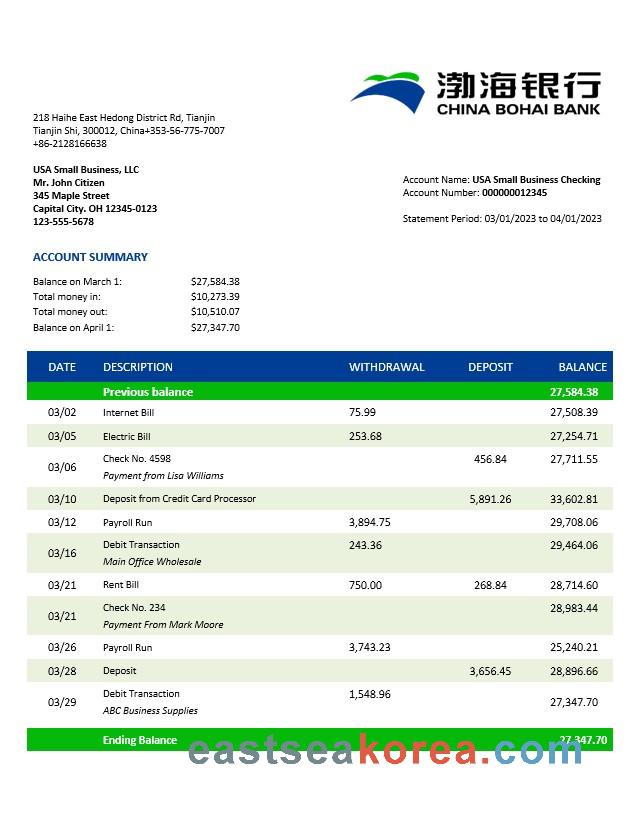 渤海银行
CHINA BOHAI BANK
218 Haihe East Hedong District Rd, Tianjin
Tianjin Shi, 300012, China+353-56-775-7007
+86-2128166638
USA Small Business, LLC
Mr. John Citizen
345 Maple Street
Capital City. OH 12345-0123
123-555-5678
Account Name: USA Small Business Checking
Account Number: 000000012345
Statement Period: 03/01/2023 to 04/01/2023
ACCOUNT SUMMARY
Balance on March 1: $27,584.38
Total money in: $10,273.39
Total money out: $10,510.07
Balance on April 1: $27,347.70
DATE DESCRIPTION WITHDRAWAL DEPOSIT BALANCE
Previous balance 27,584.38
03/02 Internet Bill 75.99 27,508.39
03/05 Electric Bill 253.68 27,254.71
03/06 Check No. 4598 456.84 27,711.55
Payment from Lisa Williams
03/10 Deposit from Credit Card Processor 5,891.26 33,602.81
03/12 Payroll Run 3,894.75 29,708.06
03/16 Debit Transaction 243.36 29,464.06
Main Office Wholesale
03/21 Rent Bill 750.00 268.84 28,714.60
03/21 Check No. 234 28,983.44
Payment From Mark Moore
03/26 Payroll Run 3,743.23 25,240.21
03/28 Deposit 3,656.45 28,896.66
03/29 Debit Transaction 1,548.96 27,347.70
ABC Business Supplies
Ending Balance 27,347.70
eastseakorea.com